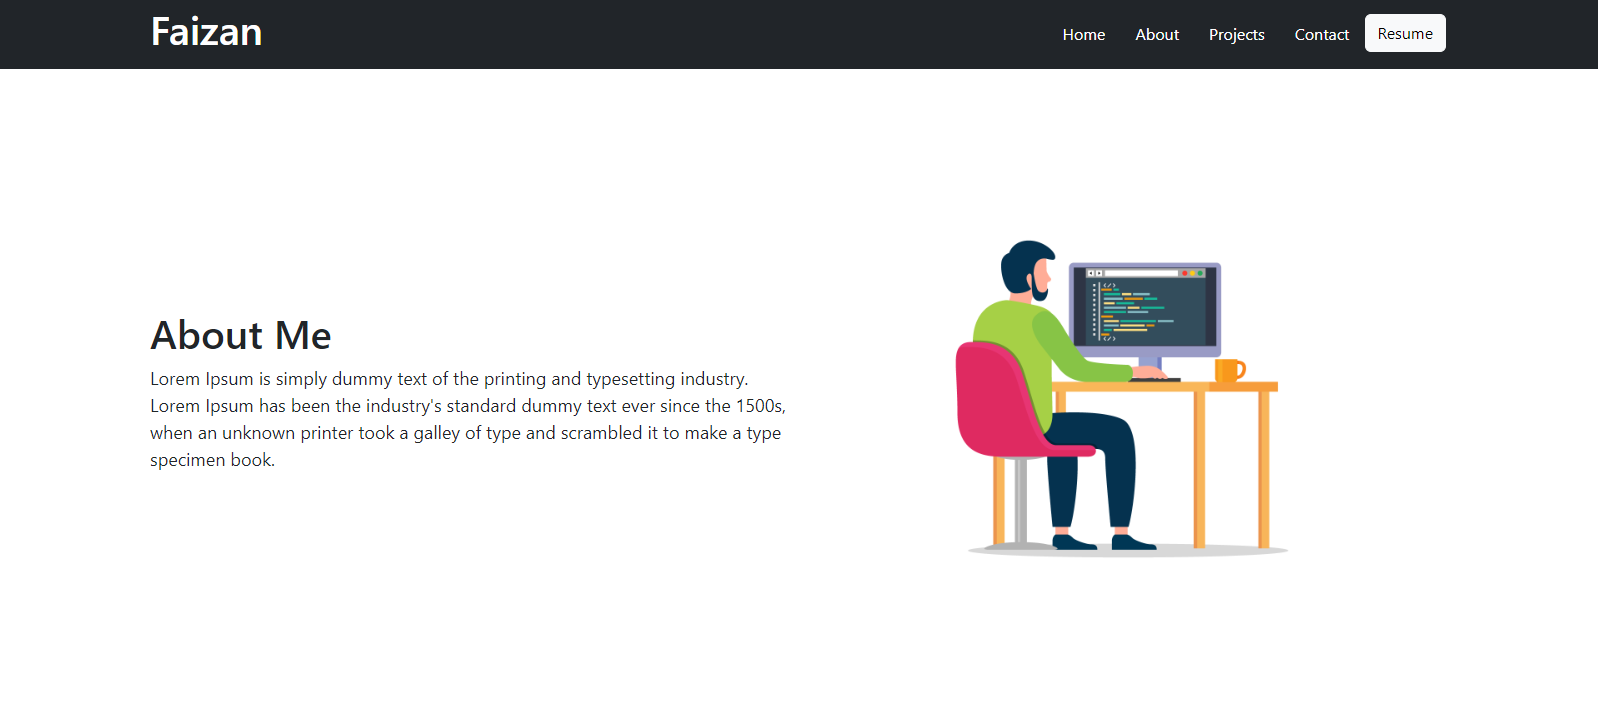 Faizan
Home About Projects Contact Resume
About Me
Lorem Ipsum is simply dummy text of the printing and typesetting industry.
Lorem Ipsum has been the industry's standard dummy text ever since the 1500s,
when an unknown printer took a galley of type and scrambled it to make a type
specimen book.